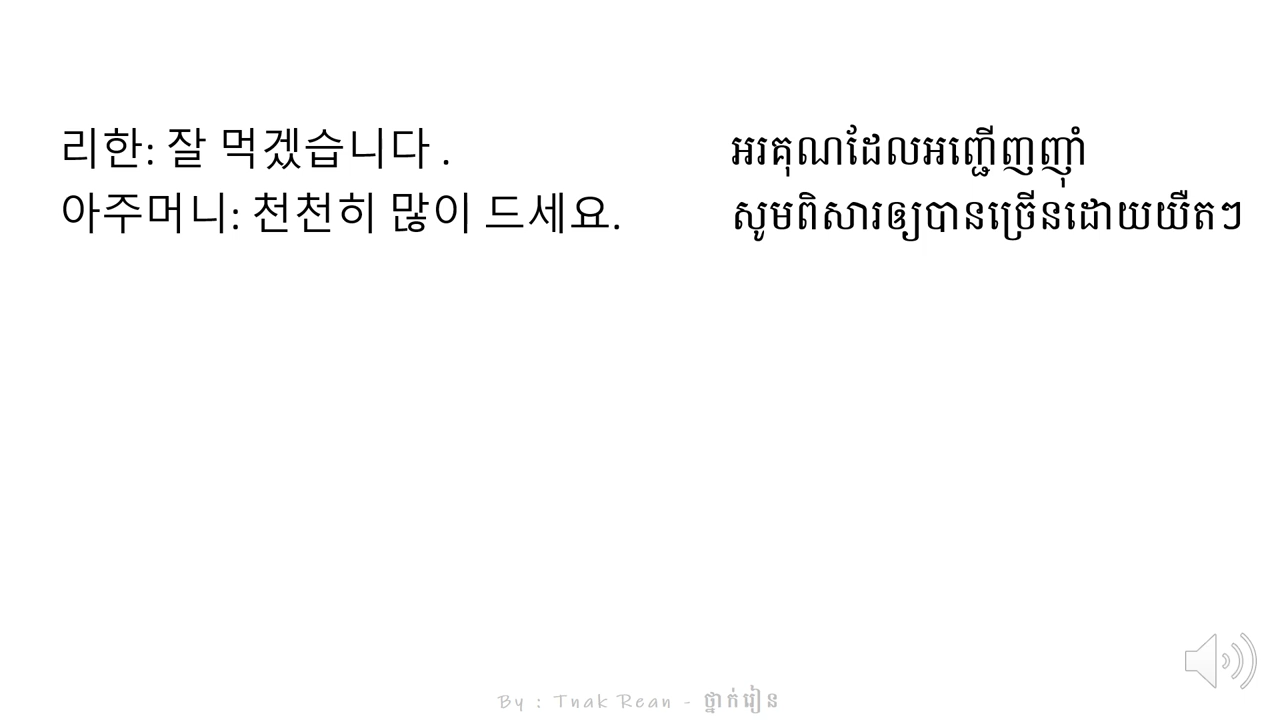 리한: 잘 먹겠습니다 .
អរគុណដែលអញ្ជើញញ៉ាំ
아주머니: 천천히 많이 드세요.
សូមពិសារឲ្យបានច្រើនដោយយឺតៗ
By : Tnak Rean - ថ្នាក់រៀន